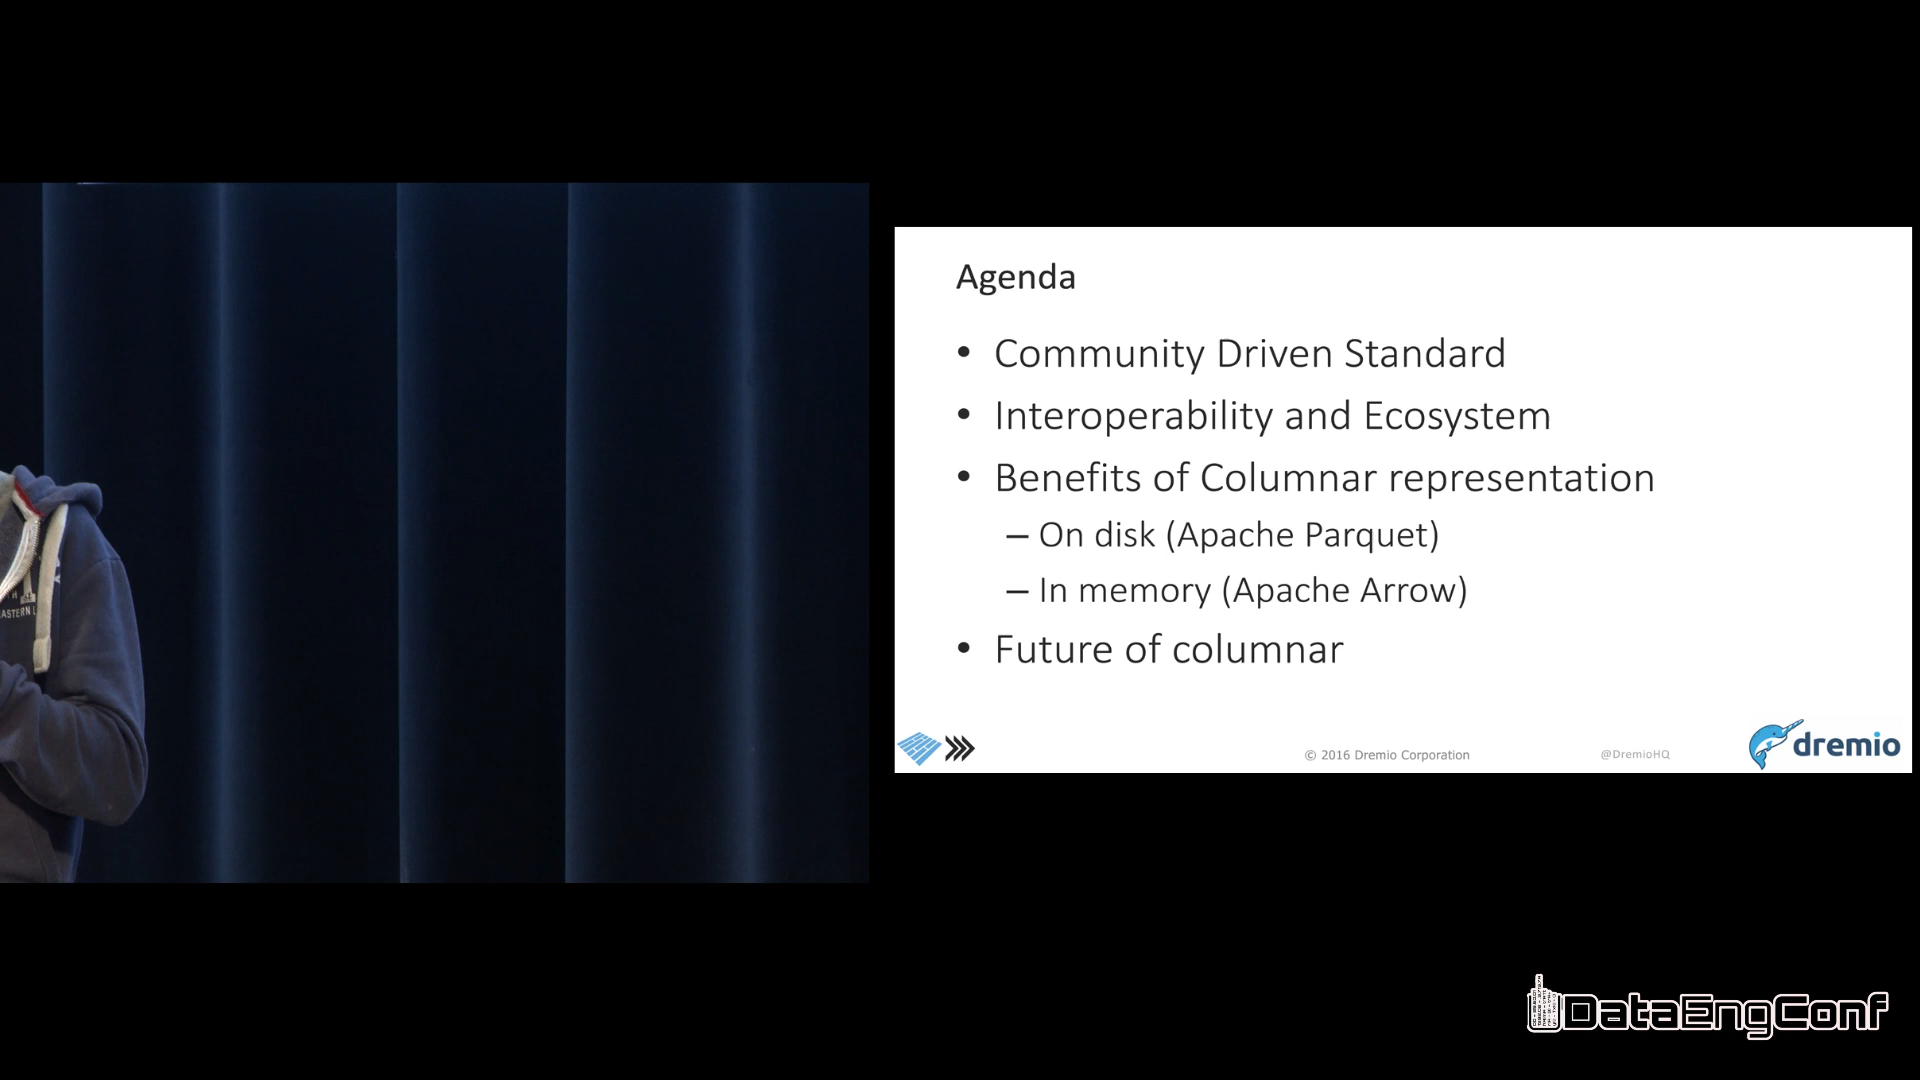 Agenda
• Community Driven Standard
• Interoperability and Ecosystem
• Benefits of Columnar representation
– On disk (Apache Parquet)
– In memory (Apache Arrow)
• Future of columnar
© 2016 Dremio Corporation
@DremioHQ
dremio
DataEngConf